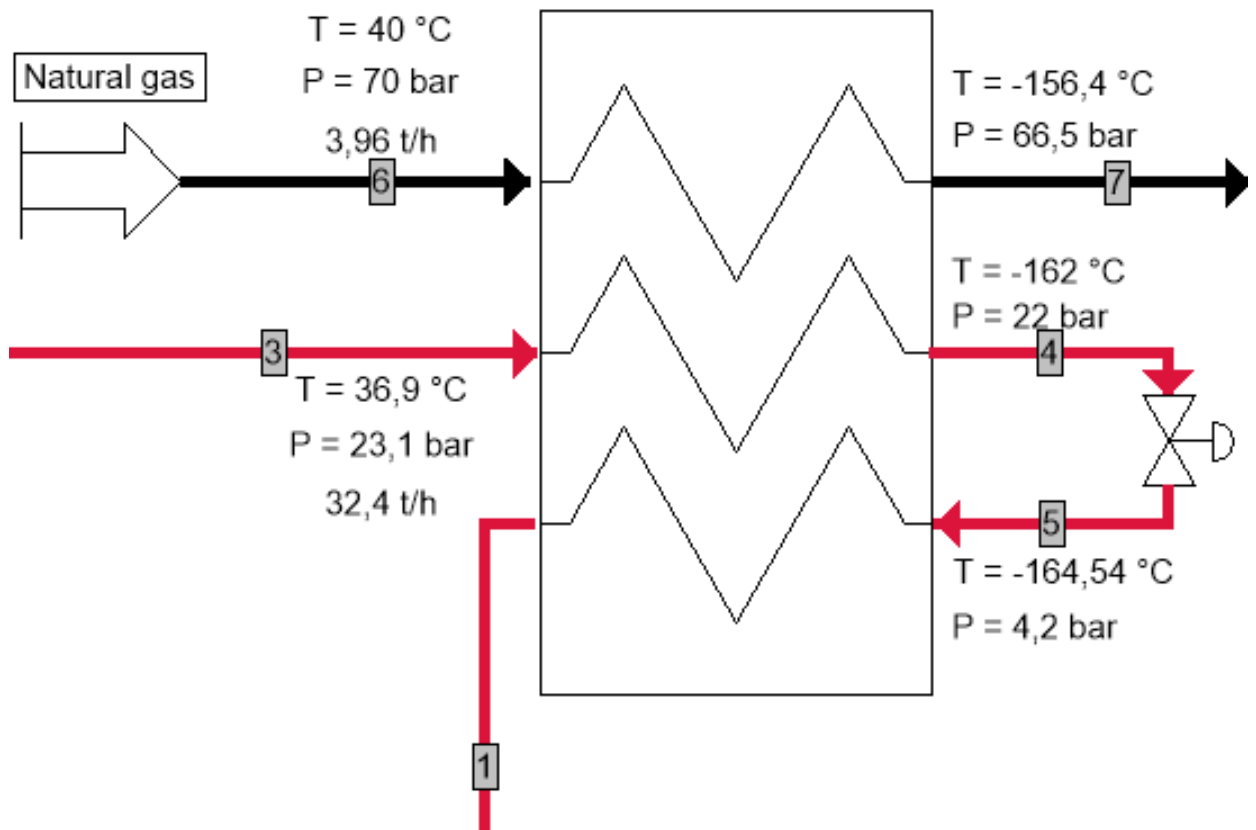 T = 40 °C
P = 70 bar
3,96 t/h
Natural gas
6
T = -156,4 °C
P = 66,5 bar
7
3
T = 36,9 °C
P = 23,1 bar
32,4 t/h
T = -162 °C
P = 22 bar
4
5
T = -164,54 °C
P = 4,2 bar
1